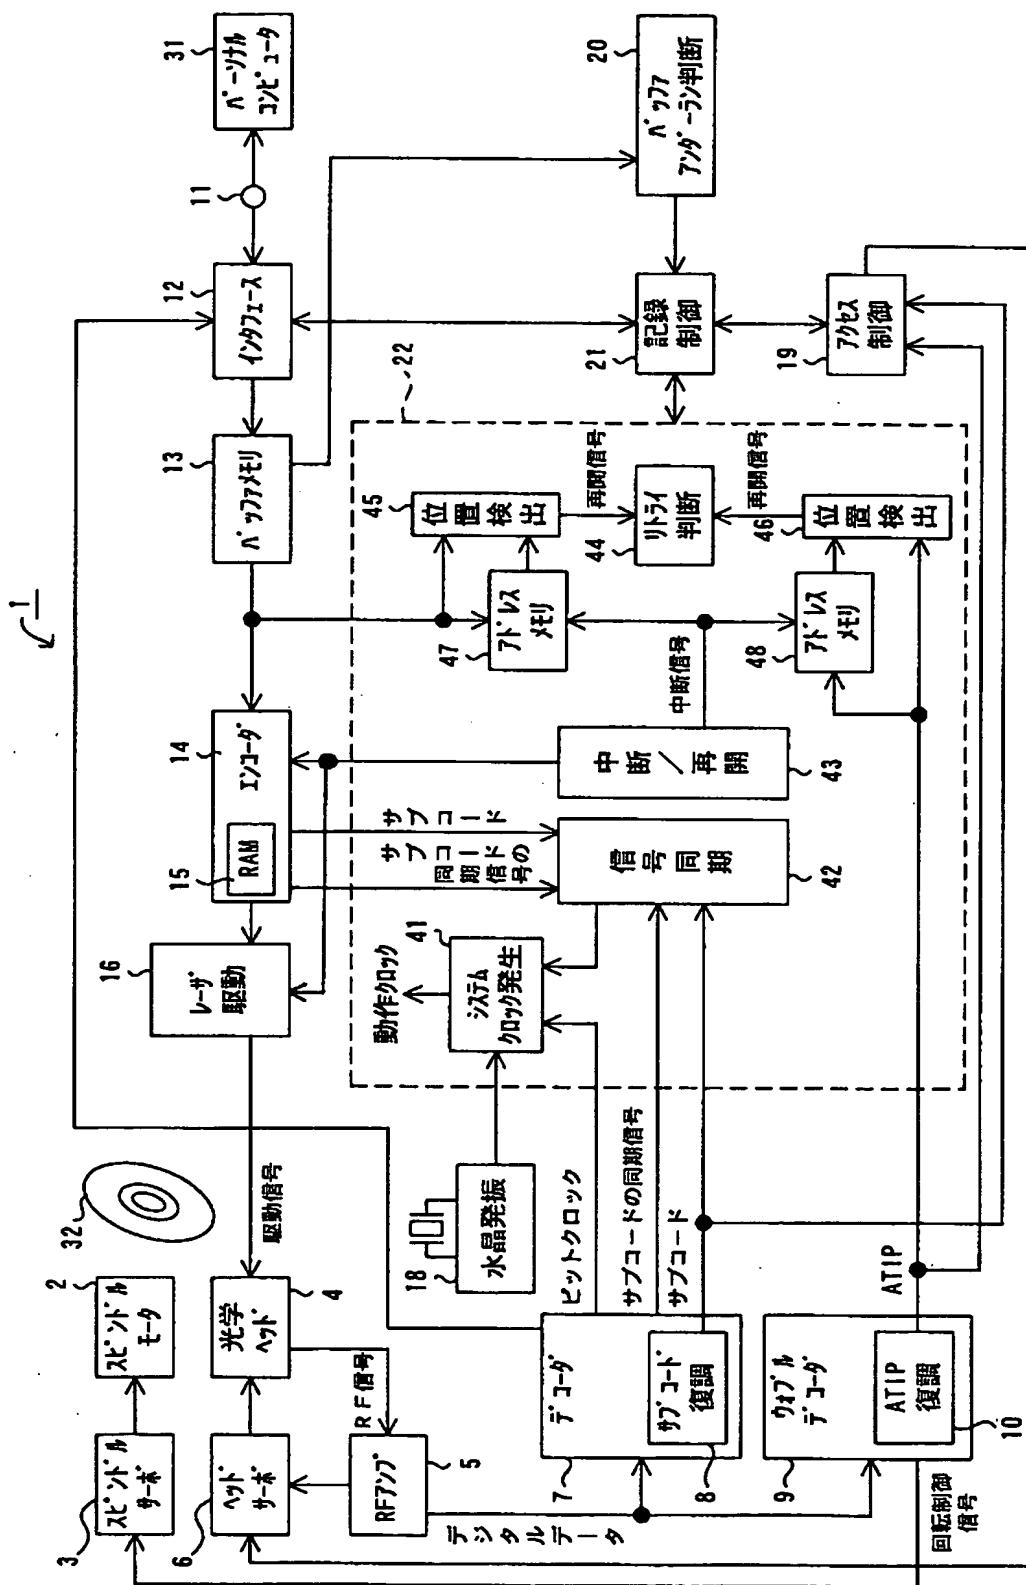 1
3
スピンドル
サーボ
2
スピンドル
モータ
32
6
ヘッド
サーボ
光学
ヘッド
4
駆動信号
16
レーザ
駆動
14
エンコーダ
15
RAM
13
バッファメモリ
12
インタフェース
11
31
パーソナル
コンピュータ
RF信号
RFアンプ
5
デジタルデータ
18
水晶発振
動作クロック
41
システム
クロック発生
サブコード
サブコード
同期信号の
22
45
位置検出
47
アドレス
メモリ
再開信号
7
デコーダ
8
サブコード
復調
ビットクロック
サブコードの同期信号
サブコード
信号同期
42
中断/再開
43
中断信号
44
リトライ
判断
再開信号
21
記録
制御
20
バッファ
アンダーラン判断
9
ウォブル
デコーダ
ATIP
復調
10
ATIP
48
アドレス
メモリ
46
位置検出
19
アクセス
制御
回転制御
信号